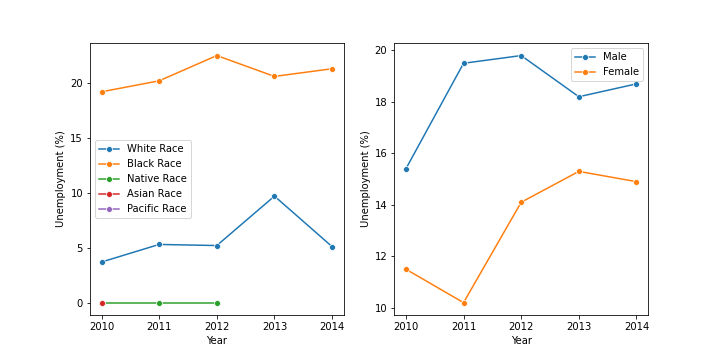 20
15
10
5
0
Unemployment (%)
White Race
Black Race
Native Race
Asian Race
Pacific Race
2010 2011 2012 2013 2014
Year
20
18
16
14
12
10
Unemployment (%)
Male
Female
2010 2011 2012 2013 2014
Year